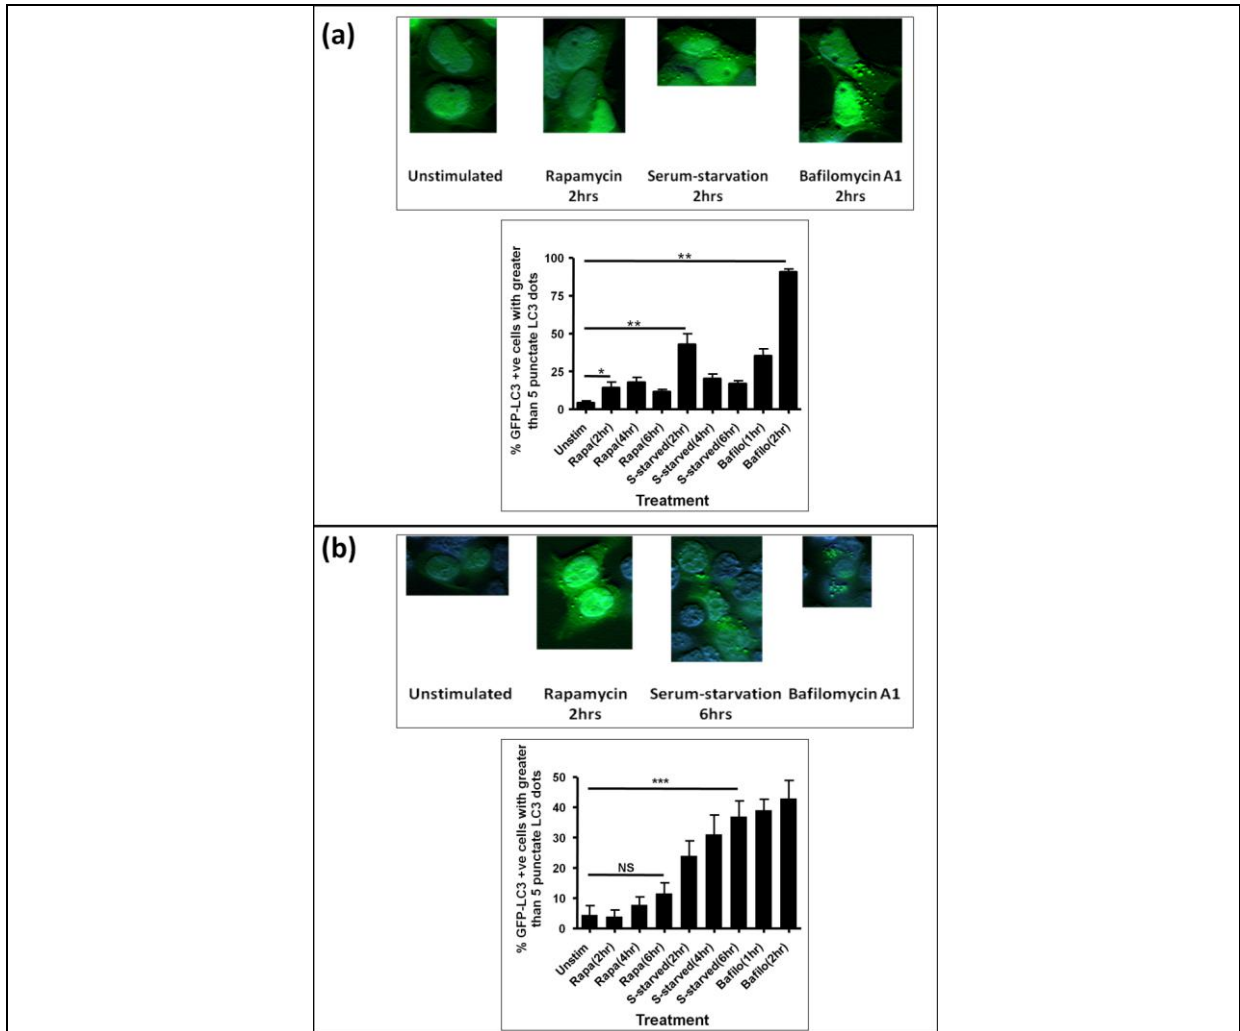 (a)
Unstimulated
Rapamycin
2hrs
Serum-starvation
2hrs
Bafilomycin A1
2hrs
% GFP-LC3 +ve cells with greater
than 5 punctate LC3 dots
100
75
50
25
0
**
**
*
Unstim
Rapa(2hr)
Rapa(4hr)
Rapa(6hr)
S-starved(2hr)
S-starved(4hr)
S-starved(6hr)
Bafilo(1hr)
Bafilo(2hr)
Treatment
(b)
Unstimulated
Rapamycin
2hrs
Serum-starvation
6hrs
Bafilomycin A1
% GFP-LC3 +ve cells with greater
than 5 punctate LC3 dots
50
40
30
20
10
0
***
NS
Unstim
Rapa(2hr)
Rapa(4hr)
Rapa(6hr)
S-starved(2hr)
S-starved(4hr)
S-starved(6hr)
Bafilo(1hr)
Bafilo(2hr)
Treatment